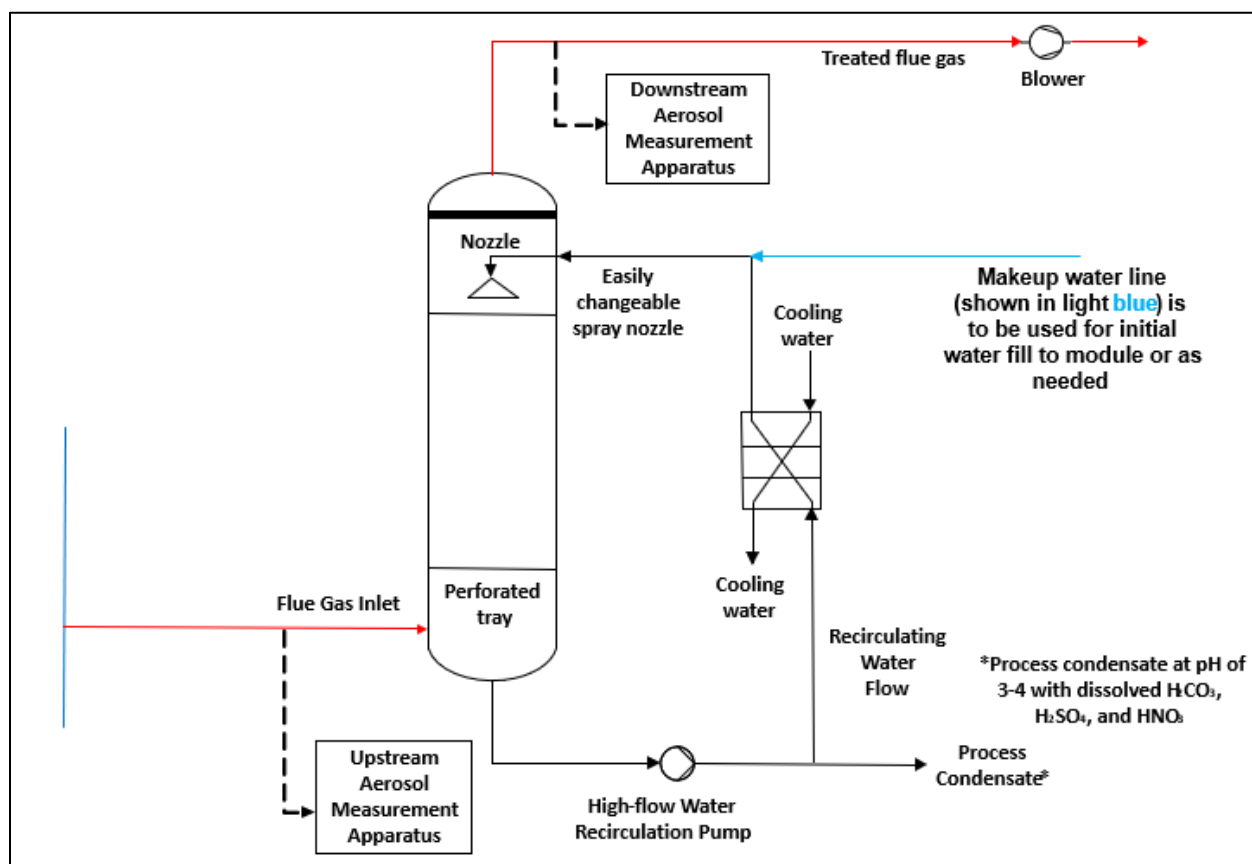 Treated flue gas
Blower
Downstream
Aerosol
Measurement
Apparatus
Nozzle
Easily
changeable
spray nozzle
Makeup water line
(shown in light blue) is
to be used for initial
water fill to module or as
needed
Cooling
water
Flue Gas Inlet
Perforated
tray
Cooling
water
Recirculating
Water
Flow
*Process condensate at pH of
3-4 with dissolved H₂CO₃,
H₂SO₄, and HNO₃
Upstream
Aerosol
Measurement
Apparatus
High-flow Water
Recirculation Pump
Process
Condensate*